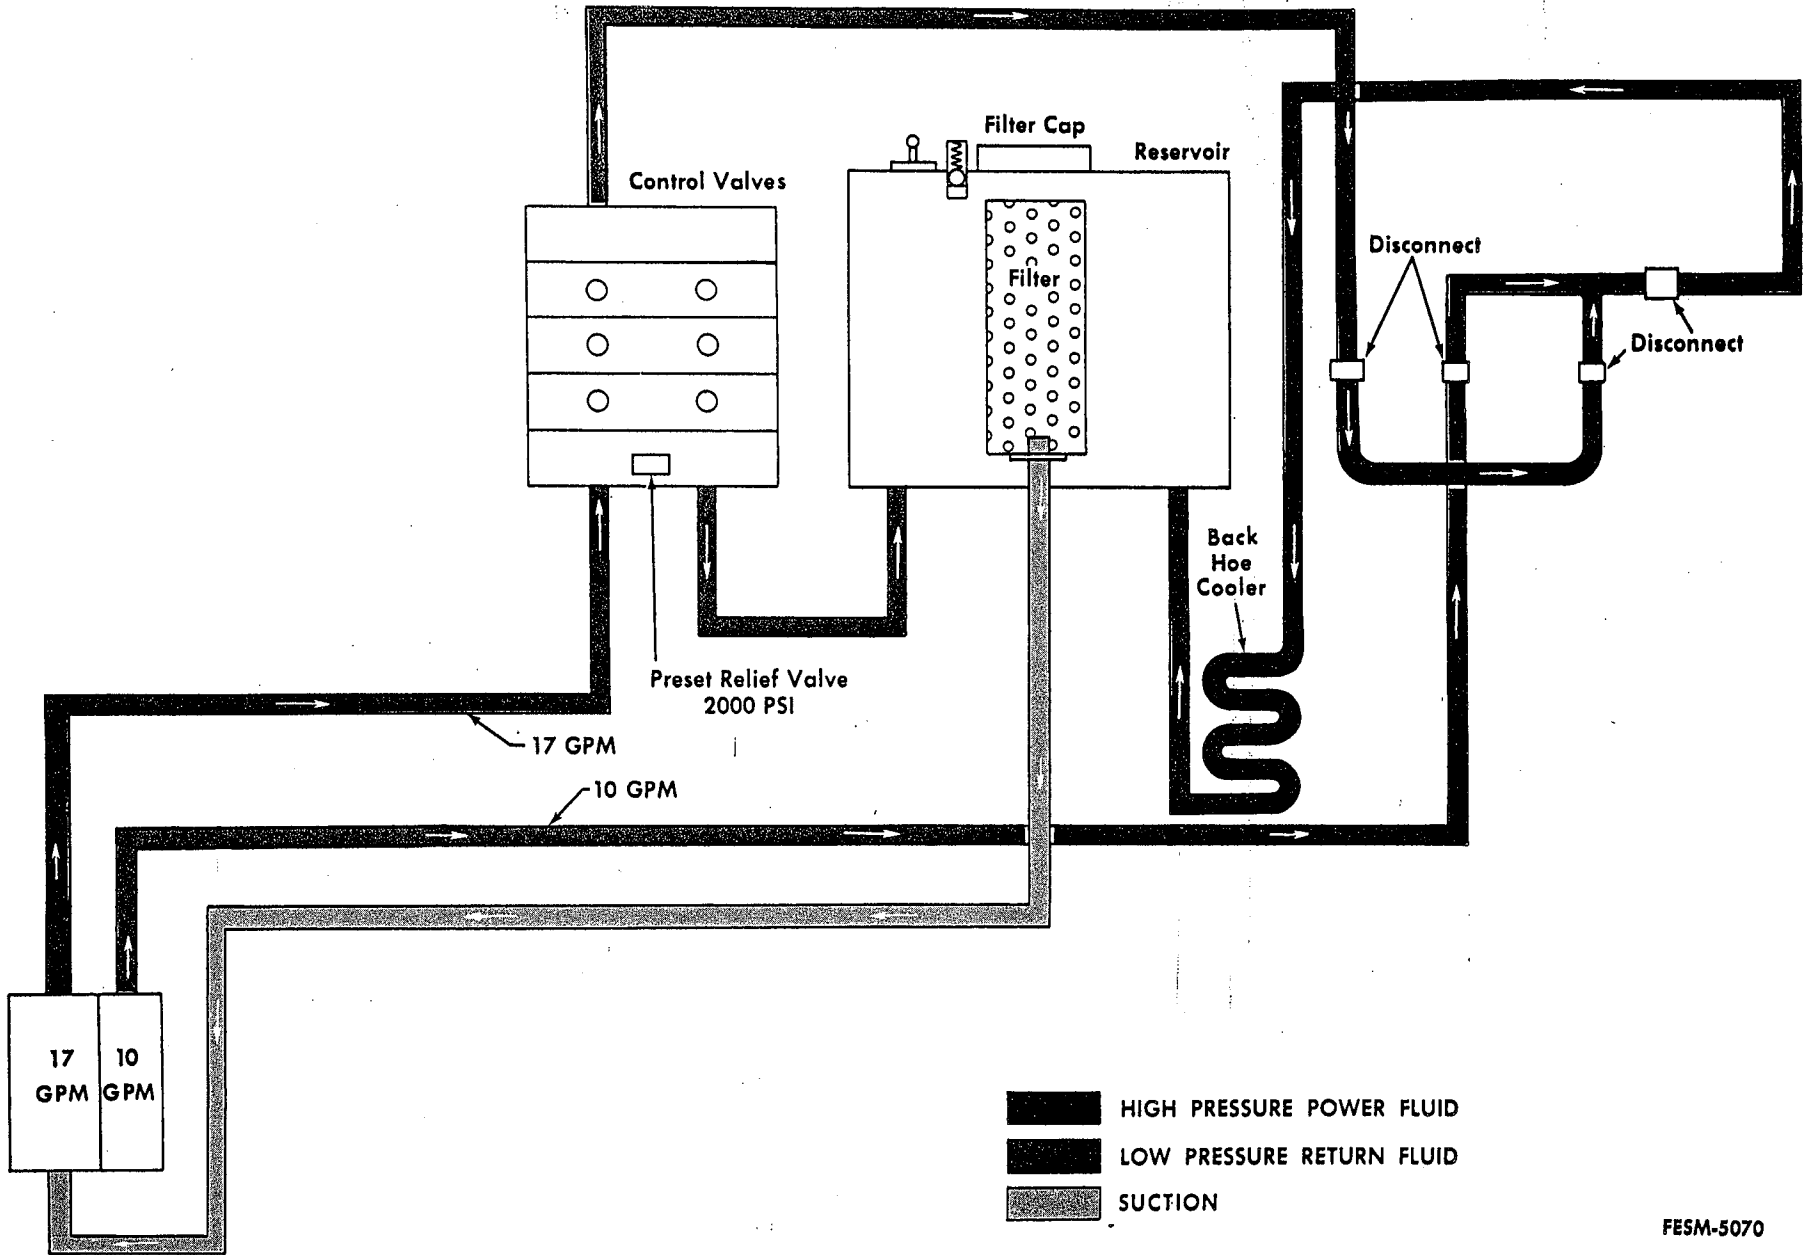 Filter Cap
Reservoir
Control Valves
Disconnect
Filter
Disconnect
Back
Hoe
Cooler
Preset Relief Valve
2000 PSI
17 GPM
10 GPM
17
GPM
10
GPM
HIGH PRESSURE POWER FLUID
LOW PRESSURE RETURN FLUID
SUCTION
FESM-5070